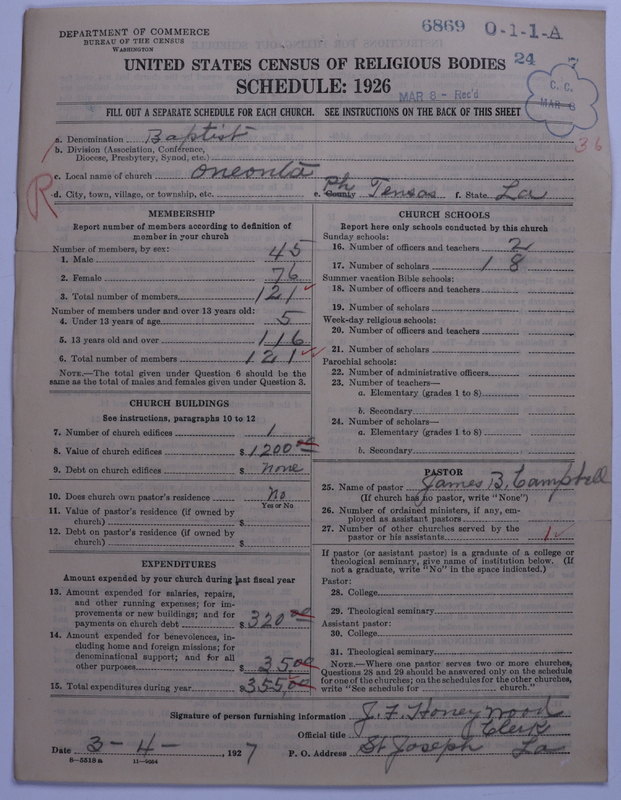 DEPARTMENT OF COMMERCE
BUREAU OF THE CENSUS
WASHINGTON
6869 O-1-1-A
24 7
UNITED STATES CENSUS OF RELIGIOUS BODIES
SCHEDULE: 1926
MAR 8 - Rec'd
C. C.
MAR 8
FILL OUT A SEPARATE SCHEDULE FOR EACH CHURCH. SEE INSTRUCTIONS ON THE BACK OF THIS SHEET
36
a. Denomination Baptist
b. Division (Association, Conference,
Diocese, Presbytery, Synod, etc.)
c. Local name of church Oneonta
R
d. City, town, village, or township, etc. e. County Ph Tensas f. State La
MEMBERSHIP
Report number of members according to definition of
member in your church
Number of members, by sex:
1. Male 45
2. Female 76
3. Total number of members 121
Number of members under and over 13 years old:
4. Under 13 years of age 5
5. 13 years old and over 116
6. Total number of members 121
NOTE.—The total given under Question 6 should be the
same as the total of males and females given under Question 3.
CHURCH BUILDINGS
See instructions, paragraphs 10 to 12
7. Number of church edifices 1
8. Value of church edifices $ 1200 00
9. Debt on church edifices $ none
10. Does church own pastor's residence No
Yes or No
11. Value of pastor's residence (if owned by
church) $
12. Debt on pastor's residence (if owned by
church) $
EXPENDITURES
Amount expended by your church during last fiscal year
13. Amount expended for salaries, repairs,
and other running expenses; for im-
provements or new buildings; and for
payments on church debt $ 320 00
14. Amount expended for benevolences, in-
cluding home and foreign missions; for
denominational support; and for all
other purposes $ 35,00
15. Total expenditures during year $ 355,00
CHURCH SCHOOLS
Report here only schools conducted by this church
Sunday schools:
16. Number of officers and teachers 2
17. Number of scholars 18
Summer vacation Bible schools:
18. Number of officers and teachers
19. Number of scholars
Week-day religious schools:
20. Number of officers and teachers
21. Number of scholars
Parochial schools:
22. Number of administrative officers
23. Number of teachers—
a. Elementary (grades 1 to 8)
b. Secondary
24. Number of scholars—
a. Elementary (grades 1 to 8)
b. Secondary
PASTOR
25. Name of pastor James B. Campbell
(If church has no pastor, write "None")
26. Number of ordained ministers, if any, em-
ployed as assistant pastors
27. Number of other churches served by the
pastor or his assistants 1
If pastor (or assistant pastor) is a graduate of a college or
theological seminary, give name of institution below. (If
not a graduate, write "No" in the space indicated.)
Pastor:
28. College
29. Theological seminary
Assistant pastor:
30. College
31. Theological seminary
NOTE.—Where one pastor serves two or more churches,
Questions 28 and 29 should be answered only on the schedule
for one of the churches; on the schedules for the other churches,
write "See schedule for church."
Signature of person furnishing information J. F. Honeywood
Official title Clerk
Date 3-4-, 1927 P. O. Address St Joseph La
8-5518a 11-9064